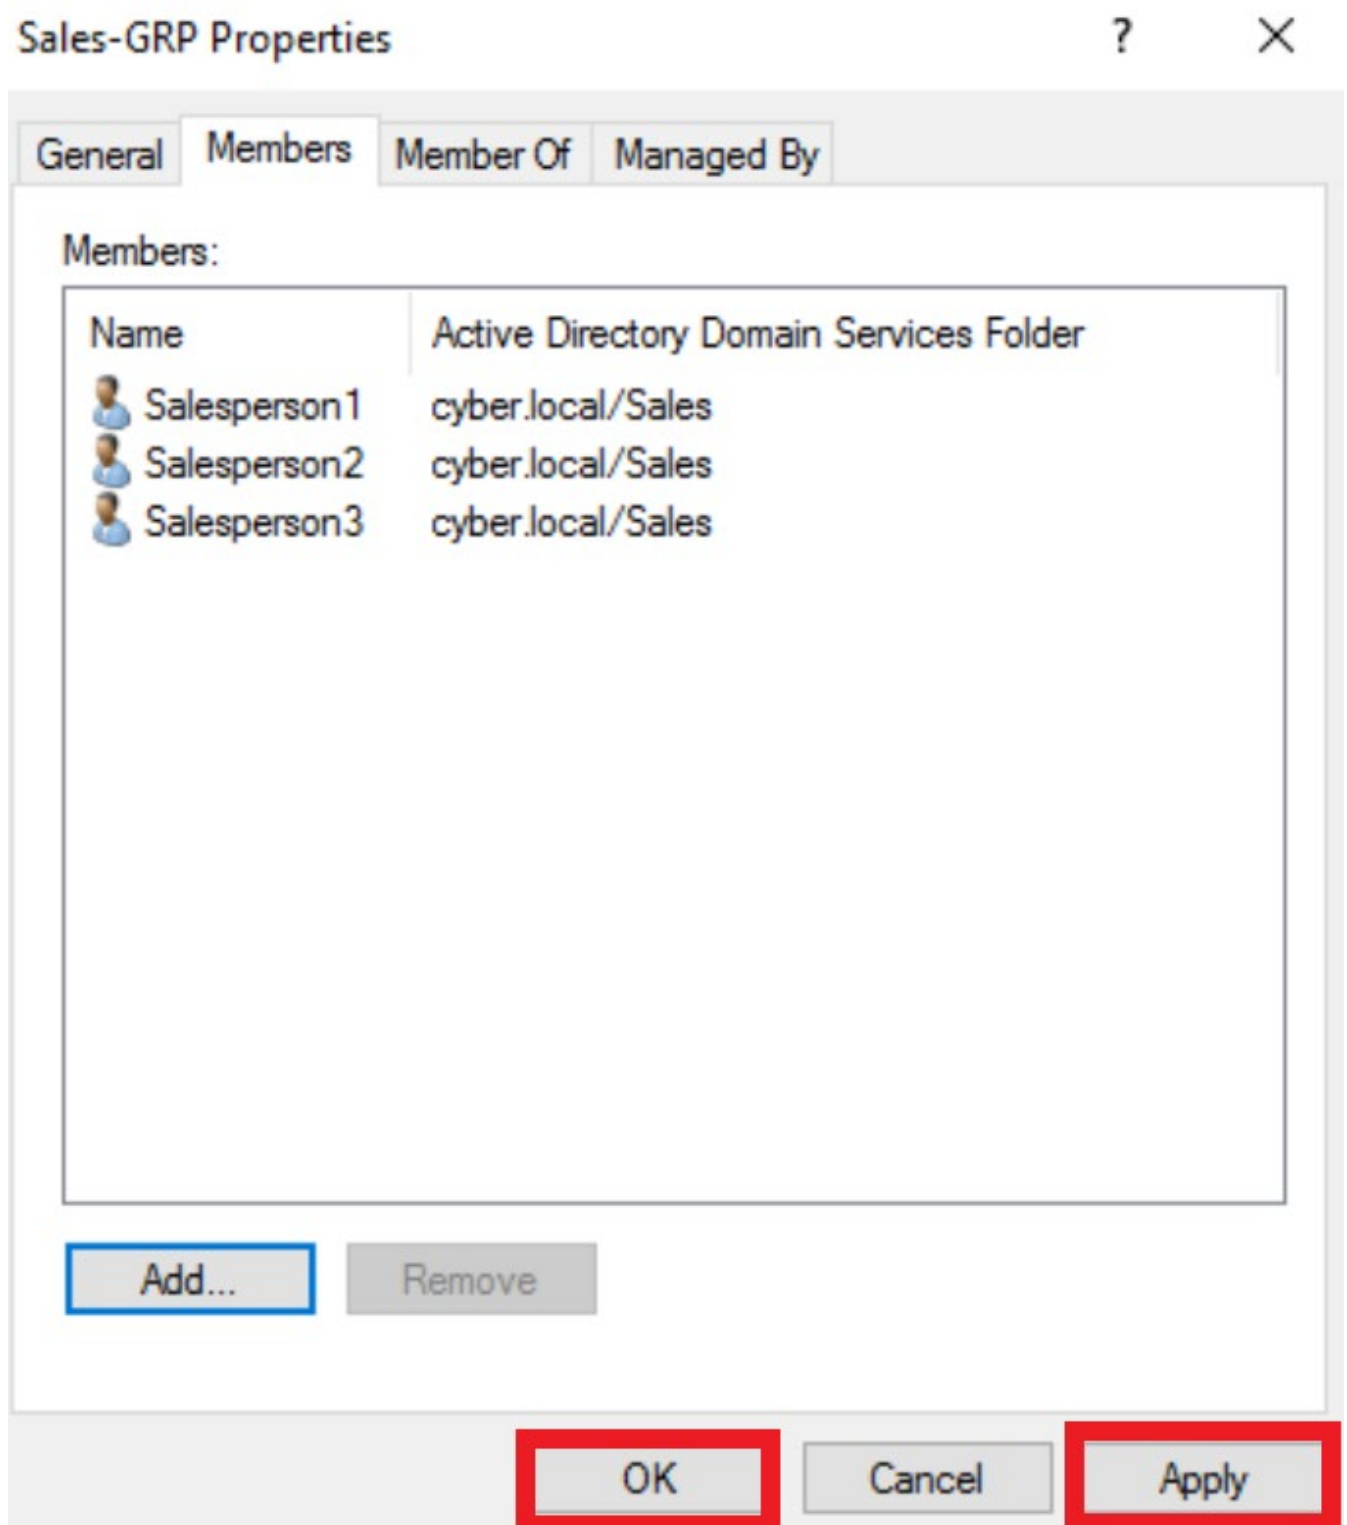 Sales-GRP Properties ? ×
General Members Member Of Managed By
Members:
Name Active Directory Domain Services Folder
Salesperson1 cyber.local/Sales
Salesperson2 cyber.local/Sales
Salesperson3 cyber.local/Sales
Add... Remove
OK Cancel Apply